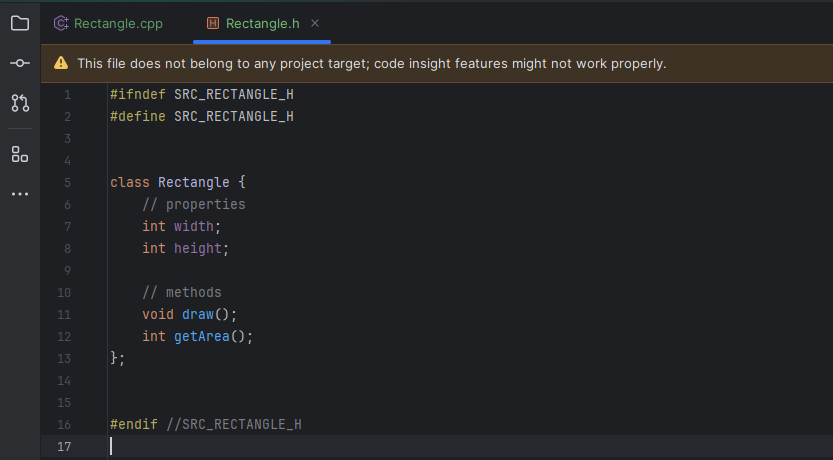 Rectangle.cpp
Rectangle.h
This file does not belong to any project target; code insight features might not work properly.
1 #ifndef SRC_RECTANGLE_H
2 #define SRC_RECTANGLE_H
3
4
5 class Rectangle {
6     // properties
7     int width;
8     int height;
9
10     // methods
11     void draw();
12     int getArea();
13 };
14
15
16 #endif //SRC_RECTANGLE_H
17